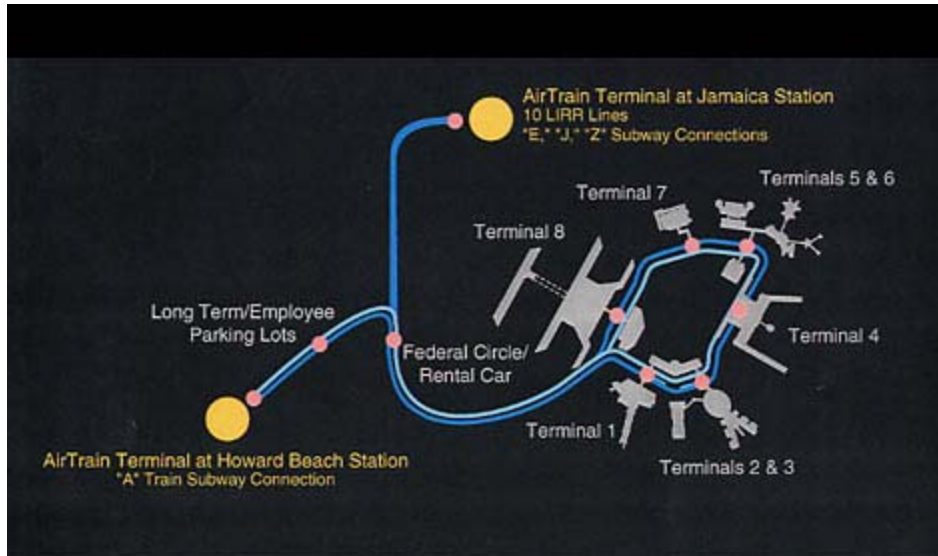 AirTrain Terminal at Jamaica Station
10 LIRR Lines
"E," "J," "Z" Subway Connections
Terminal 7
Terminals 5 & 6
Terminal 8
Long Term/Employee
Parking Lots
Federal Circle/
Rental Car
Terminal 4
Terminal 1
Terminals 2 & 3
AirTrain Terminal at Howard Beach Station
"A" Train Subway Connection